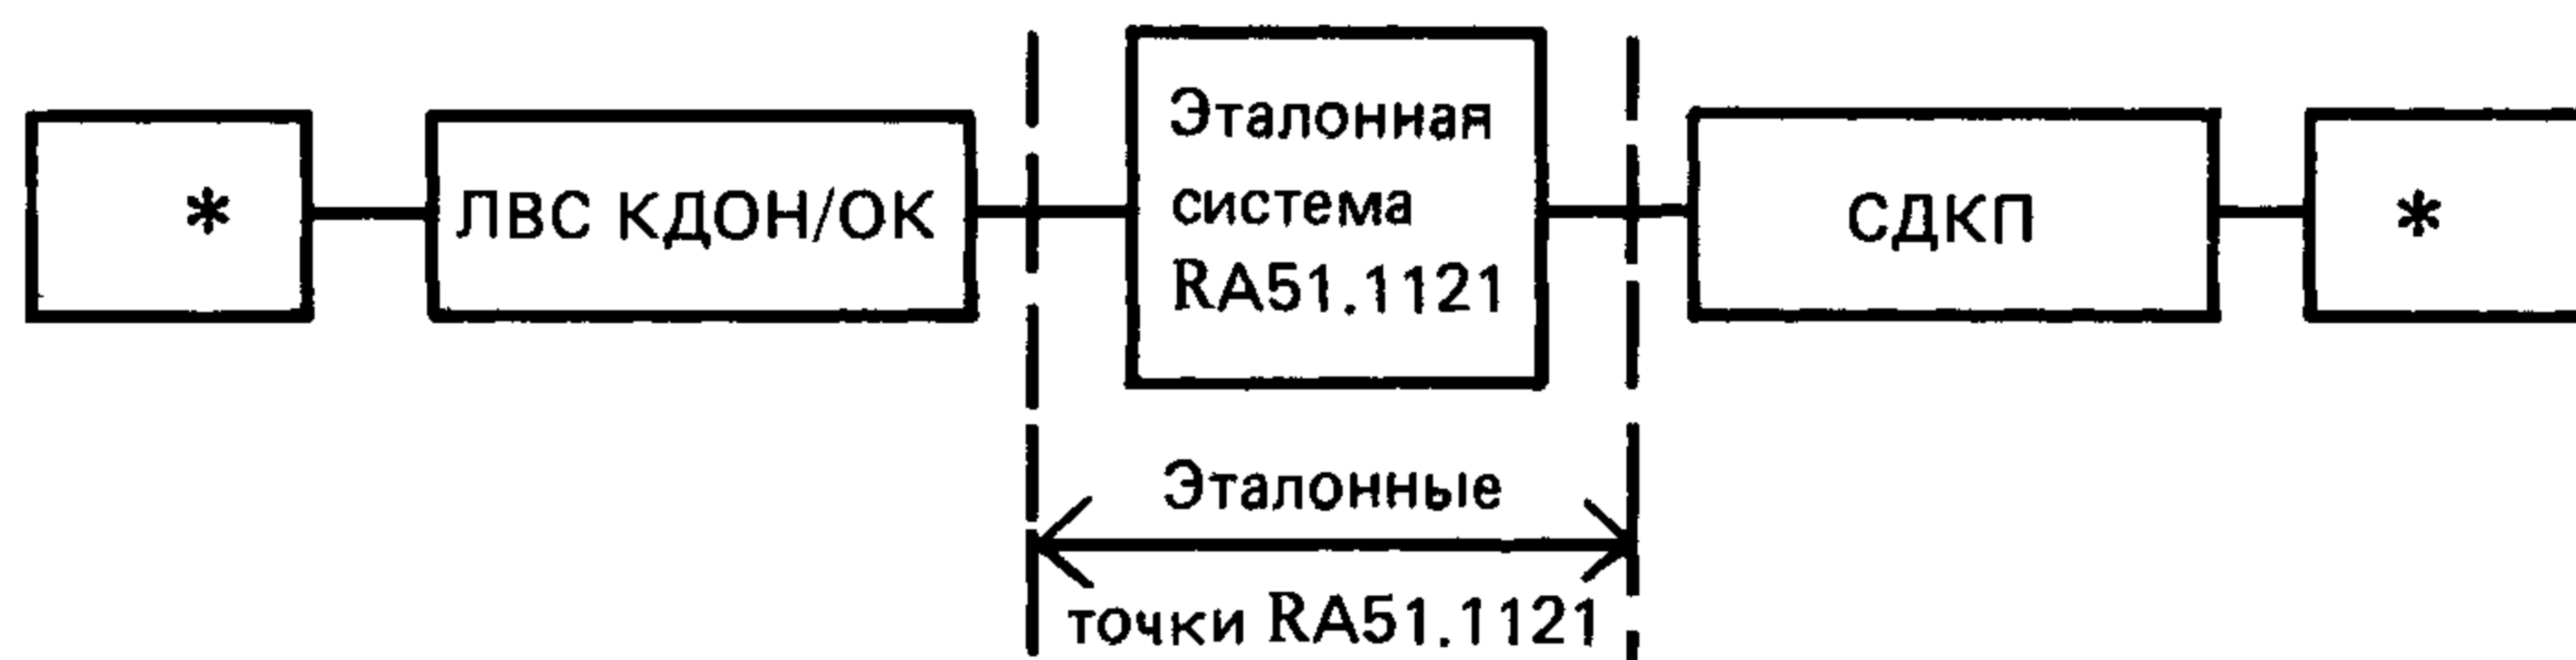 *
ЛВС КДОН/ОК
Эталонная
система
RA51.1121
СДКП
*
Эталонные
точки RA51.1121